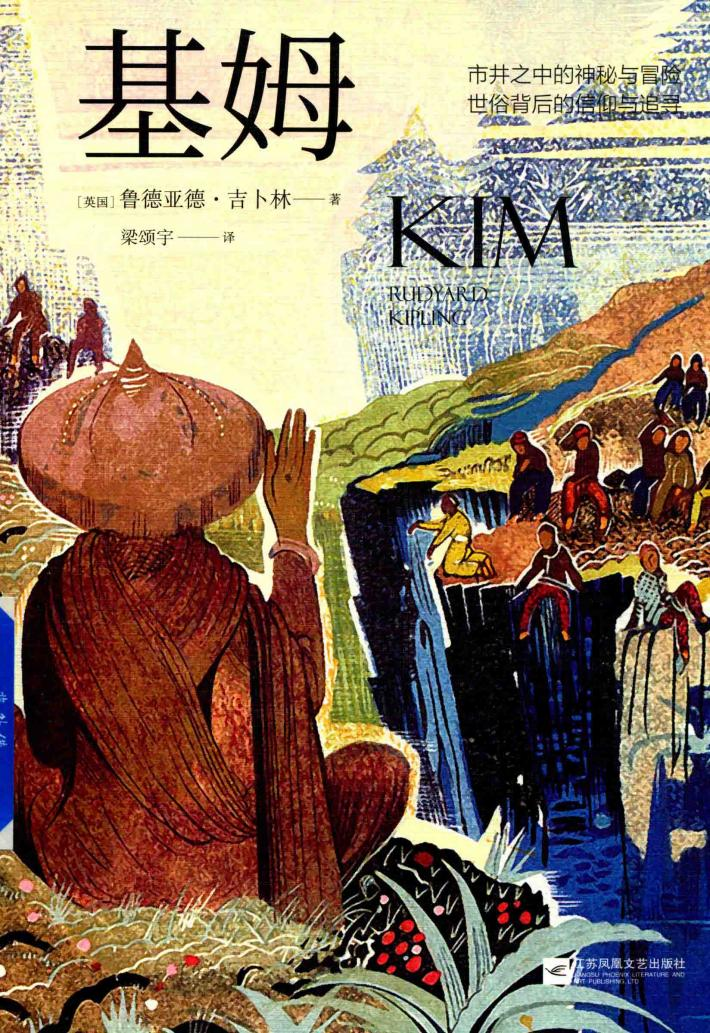 基姆
市井之中的神秘与冒险
世俗背后的信仰与追寻
[英国] 鲁德亚德·吉卜林——著
梁颂宇——译
KIM
RUDYARD
KIPLING
江苏凤凰文艺出版社
JIANGSU PHOENIX LITERATURE AND
ART PUBLISHING, LTD